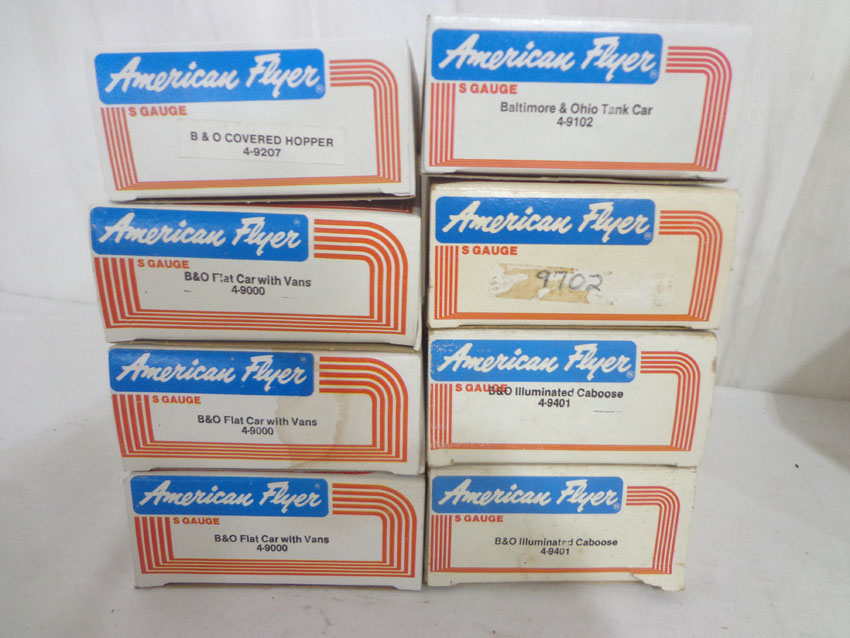 American Flyer®
S GAUGE
B & O COVERED HOPPER
4-9207
American Flyer®
S GAUGE
B&O Flat Car with Vans
4-9000
American Flyer®
S GAUGE
B&O Flat Car with Vans
4-9000
American Flyer®
S GAUGE
B&O Flat Car with Vans
4-9000
American Flyer®
S GAUGE
Baltimore & Ohio Tank Car
4-9102
American Flyer®
S GAUGE
9702
American Flyer®
S GAUGE
B&O Illuminated Caboose
4-9401
American Flyer®
S GAUGE
B&O Illuminated Caboose
4-9401